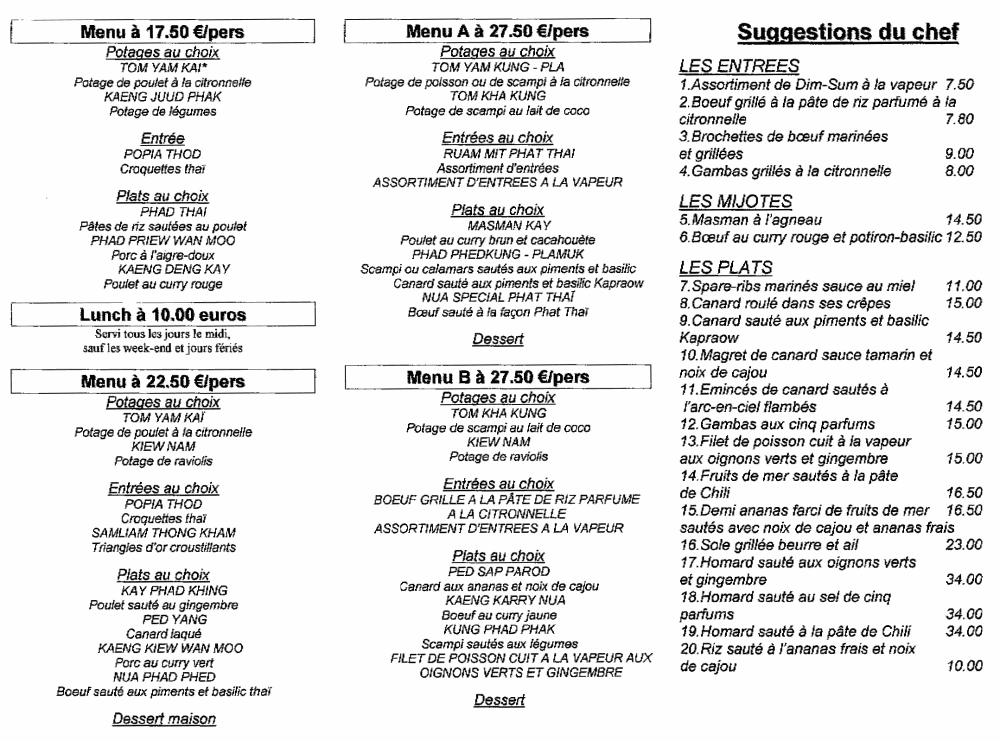 Menu à 17.50 €/pers
Potages au choix
TOM YAM KAI*
Potage de poulet à la citronnelle
KAENG JUUD PHAK
Potage de légumes
Entrée
POPIA THOD
Croquettes thaï
Plats au choix
PHAD THAI
Pâtes de riz sautées au poulet
PHAD PRIEW WAN MOO
Porc à l'aigre-doux
KAENG DENG KAY
Poulet au curry rouge
Lunch à 10.00 euros
Servi tous les jours le midi,
sauf les week-end et jours fériés
Menu à 22.50 €/pers
Potages au choix
TOM YAM KAÏ
Potage de poulet à la citronnelle
KIEW NAM
Potage de raviolis
Entrées au choix
POPIA THOD
Croquettes thaï
SAMLIAM THONG KHAM
Triangles d'or croustillants
Plats au choix
KAY PHAD KHING
Poulet sauté au gingembre
PED YANG
Canard laqué
KAENG KIEW WAN MOO
Porc au curry vert
NUA PHAD PHED
Boeuf sauté aux piments et basilic thaï
Dessert maison
Menu A à 27.50 €/pers
Potages au choix
TOM YAM KUNG - PLA
Potage de poisson ou de scampi à la citronnelle
TOM KHA KUNG
Potage de scampi au lait de coco
Entrées au choix
RUAM MIT PHAT THAI
Assortiment d'entrées
ASSORTIMENT D'ENTREES A LA VAPEUR
Plats au choix
MASMAN KAY
Poulet au curry brun et cacahouète
PHAD PHEDKUNG - PLAMUK
Scampi ou calamars sautés aux piments et basilic
Canard sauté aux piments et basilic Kapraow
NUA SPECIAL PHAT THAÏ
Bœuf sauté à la façon Phat Thaï
Dessert
Menu B à 27.50 €/pers
Potages au choix
TOM KHA KUNG
Potage de scampi au lait de coco
KIEW NAM
Potage de raviolis
Entrées au choix
BOEUF GRILLE A LA PÂTE DE RIZ PARFUME
A LA CITRONNELLE
ASSORTIMENT D'ENTREES A LA VAPEUR
Plats au choix
PED SAP PAROD
Canard aux ananas et noix de cajou
KAENG KARRY NUA
Boeuf au curry jaune
KUNG PHAD PHAK
Scampi sautés aux légumes
FILET DE POISSON CUIT A LA VAPEUR AUX
OIGNONS VERTS ET GINGEMBRE
Dessert
Suggestions du chef
LES ENTREES
1.Assortiment de Dim-Sum à la vapeur 7.50
2.Boeuf grillé à la pâte de riz parfumé à la
citronnelle 7.80
3.Brochettes de bœuf marinées
et grillées 9.00
4.Gambas grillés à la citronnelle 8.00
LES MIJOTES
5.Masman à l'agneau 14.50
6.Bœuf au curry rouge et potiron-basilic 12.50
LES PLATS
7.Spare-ribs marinés sauce au miel 11.00
8.Canard roulé dans ses crêpes 15.00
9.Canard sauté aux piments et basilic
Kapraow 14.50
10.Magret de canard sauce tamarin et
noix de cajou 14.50
11.Emincés de canard sautés à
l'arc-en-ciel flambés 14.50
12.Gambas aux cinq parfums 15.00
13.Filet de poisson cuit à la vapeur
aux oignons verts et gingembre 15.00
14.Fruits de mer sautés à la pâte
de Chili 16.50
15.Demi ananas farci de fruits de mer 16.50
sautés avec noix de cajou et ananas frais
16.Sole grillée beurre et ail 23.00
17.Homard sauté aux oignons verts
et gingembre 34.00
18.Homard sauté au sel de cinq
parfums 34.00
19.Homard sauté à la pâte de Chili 34.00
20.Riz sauté à l'ananas frais et noix
de cajou 10.00